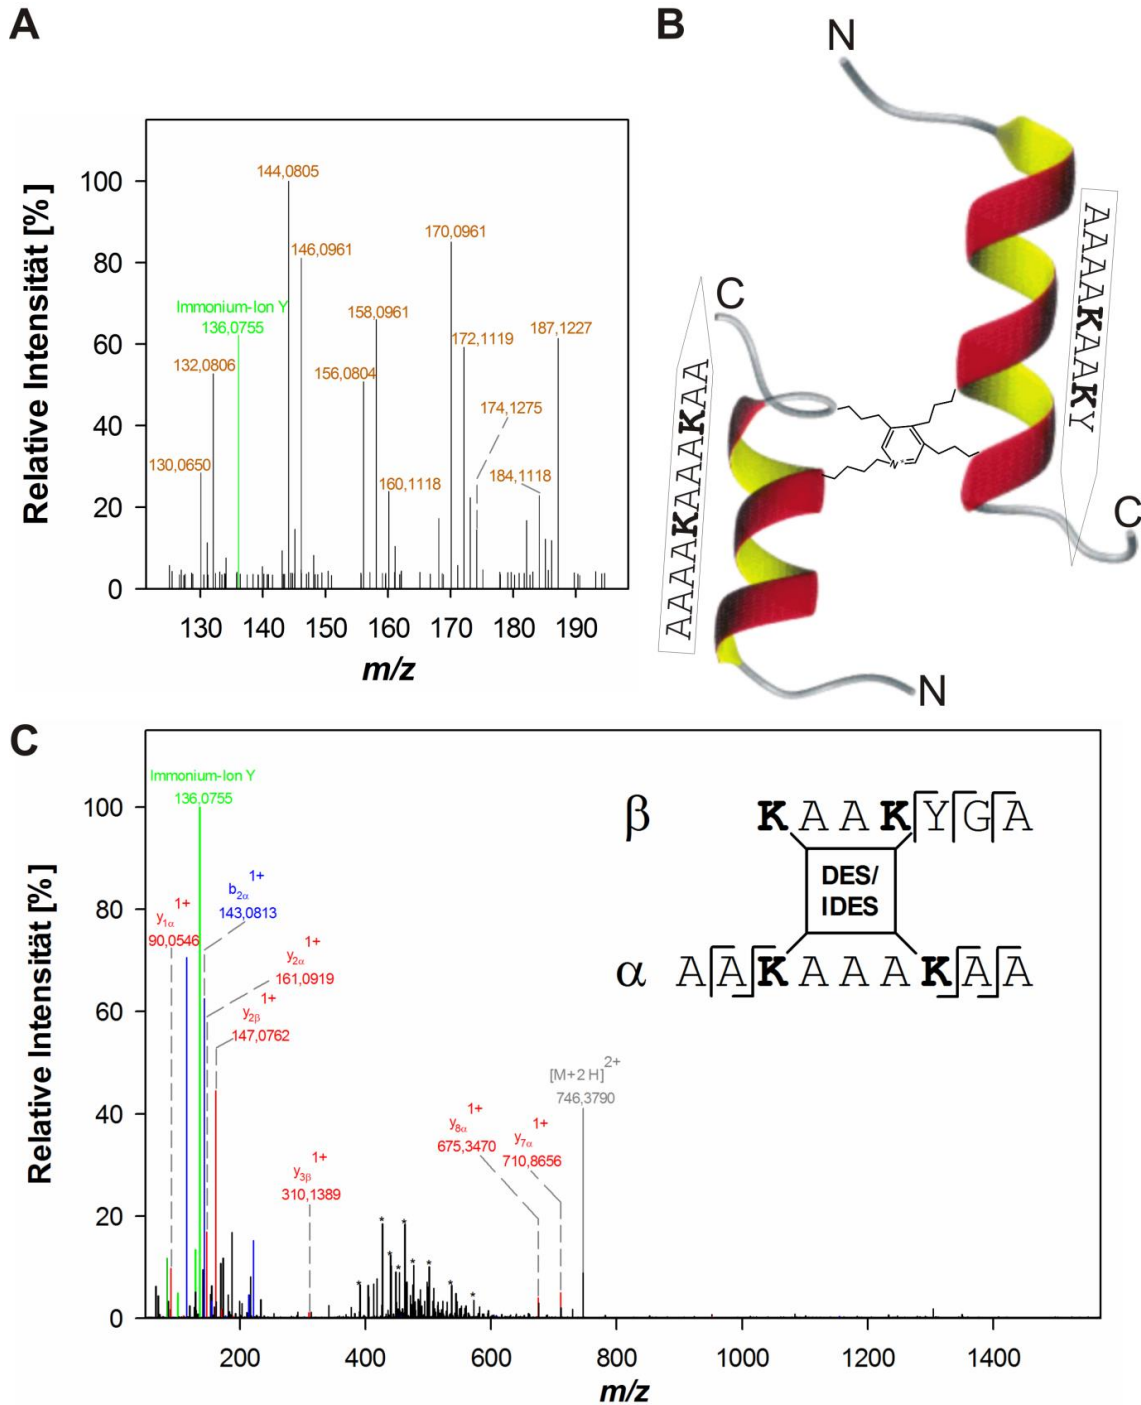 A
B
Relative Intensität [%]
100
80
60
40
20
0
144,0805
146,0961
170,0961
Immonium-Ion Y
136,0755
158,0961
187,1227
132,0806
156,0804
172,1119
174,1275
130,0650
160,1118
184,1118
130 140 150 160 170 180 190
m/z
N
C
AAAAKAAAKAA
N
AAAAKAAKY
C
N+
C
Relative Intensität [%]
100
80
60
40
20
0
Immonium-Ion Y
136,0755
b2α 1+
143,0813
y1α 1+
90,0546
y2α 1+
161,0919
y2β 1+
147,0762
y3β 1+
310,1389
y8α 1+
675,3470
y7α 1+
710,8656
[M+2 H]2+
746,3790
* * * * * * * * * *
β KAAKYGA
DES/
IDES
α AAKAAAKAA
200 400 600 800 1000 1200 1400
m/z